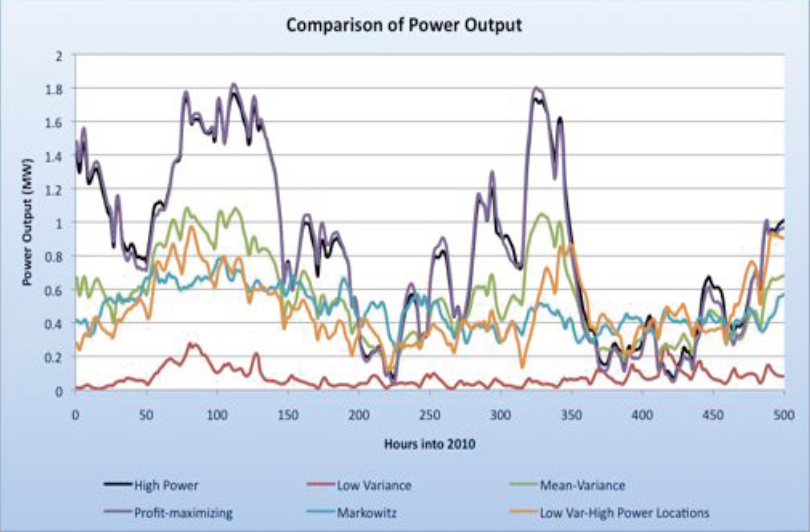 Comparison of Power Output
Power Output (MW)
2
1.8
1.6
1.4
1.2
1
0.8
0.6
0.4
0.2
0
0 50 100 150 200 250 300 350 400 450 500
Hours into 2010
High Power Low Variance Mean-Variance
Profit-maximizing Markowitz Low Var-High Power Locations